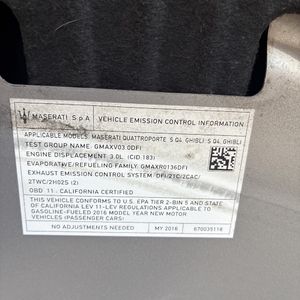 MASERATI S.p.A. VEHICLE EMISSION CONTROL INFORMATION
APPLICABLE MODELS: MASERATI QUATTROPORTE S Q4, GHIBLI S Q4, GHIBLI
TEST GROUP NAME: GMAXV03.0DFI
ENGINE DISPLACEMENT: 3.0L (CID 183)
EVAPORATIVE/REFUELING FAMILY: GMAXR0136DFI
EXHAUST EMISSION CONTROL SYSTEM: DFI/2TC/2CAC/
2TWC/2HO2S (2)
OBD 11: CALIFORNIA CERTIFIED
THIS VEHICLE CONFORMS TO U.S. EPA TIER 2-BIN 5 AND STATE
OF CALIFORNIA LEV 11-LEV REGULATIONS APPLICABLE TO
GASOLINE-FUELED 2016 MODEL YEAR NEW MOTOR
VEHICLES (PASSENGER CARS)
NO ADJUSTMENTS NEEDED MY 2016 670035118